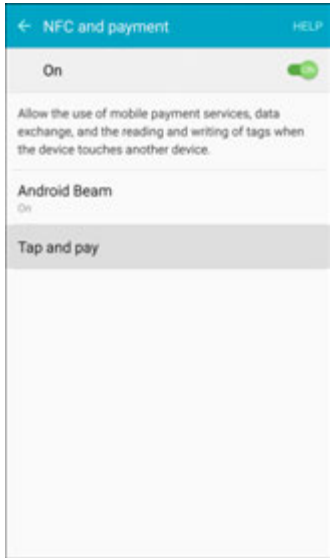 NFC and payment HELP
On
Allow the use of mobile payment services, data
exchange, and the reading and writing of tags when
the device touches another device.
Android Beam
On
Tap and pay